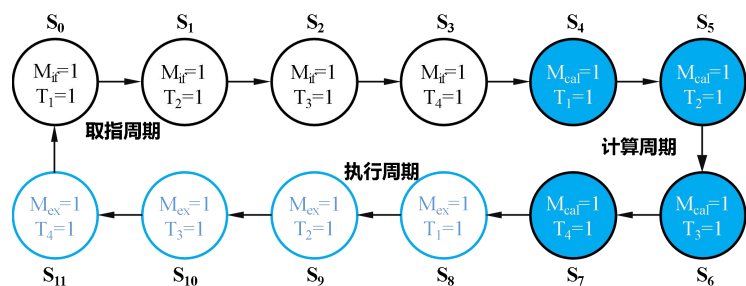 S₀ S₁ S₂ S₃ S₄ S₅
Mif=1 Mif=1 Mif=1 Mif=1 Mcal=1 Mcal=1
T₁=1 T₂=1 T₃=1 T₄=1 T₁=1 T₂=1
取指周期
计算周期
执行周期
Mex=1 Mex=1 Mex=1 Mex=1 Mcal=1 Mcal=1
T₄=1 T₃=1 T₂=1 T₁=1 T₄=1 T₃=1
S₁₁ S₁₀ S₉ S₈ S₇ S₆